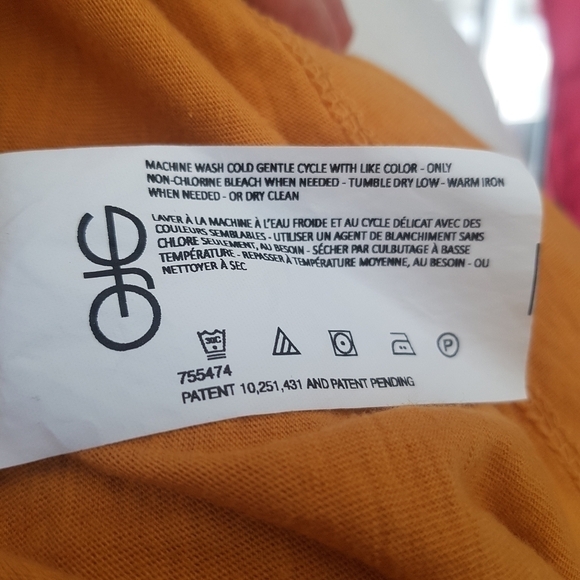 MACHINE WASH COLD GENTLE CYCLE WITH LIKE COLOR - ONLY
NON-CHLORINE BLEACH WHEN NEEDED - TUMBLE DRY LOW - WARM IRON
WHEN NEEDED - OR DRY CLEAN
LAVER À LA MACHINE À L'EAU FROIDE ET AU CYCLE DÉLICAT AVEC DES
COULEURS SEMBLABLES - UTILISER UN AGENT DE BLANCHIMENT SANS
CHLORE SEULEMENT, AU BESOIN - SÉCHER PAR CULBUTAGE À BASSE
TEMPÉRATURE - REPASSER À TEMPÉRATURE MOYENNE, AU BESOIN - OU
NETTOYER À SEC
30C
P
755474
PATENT 10,251,431 AND PATENT PENDING